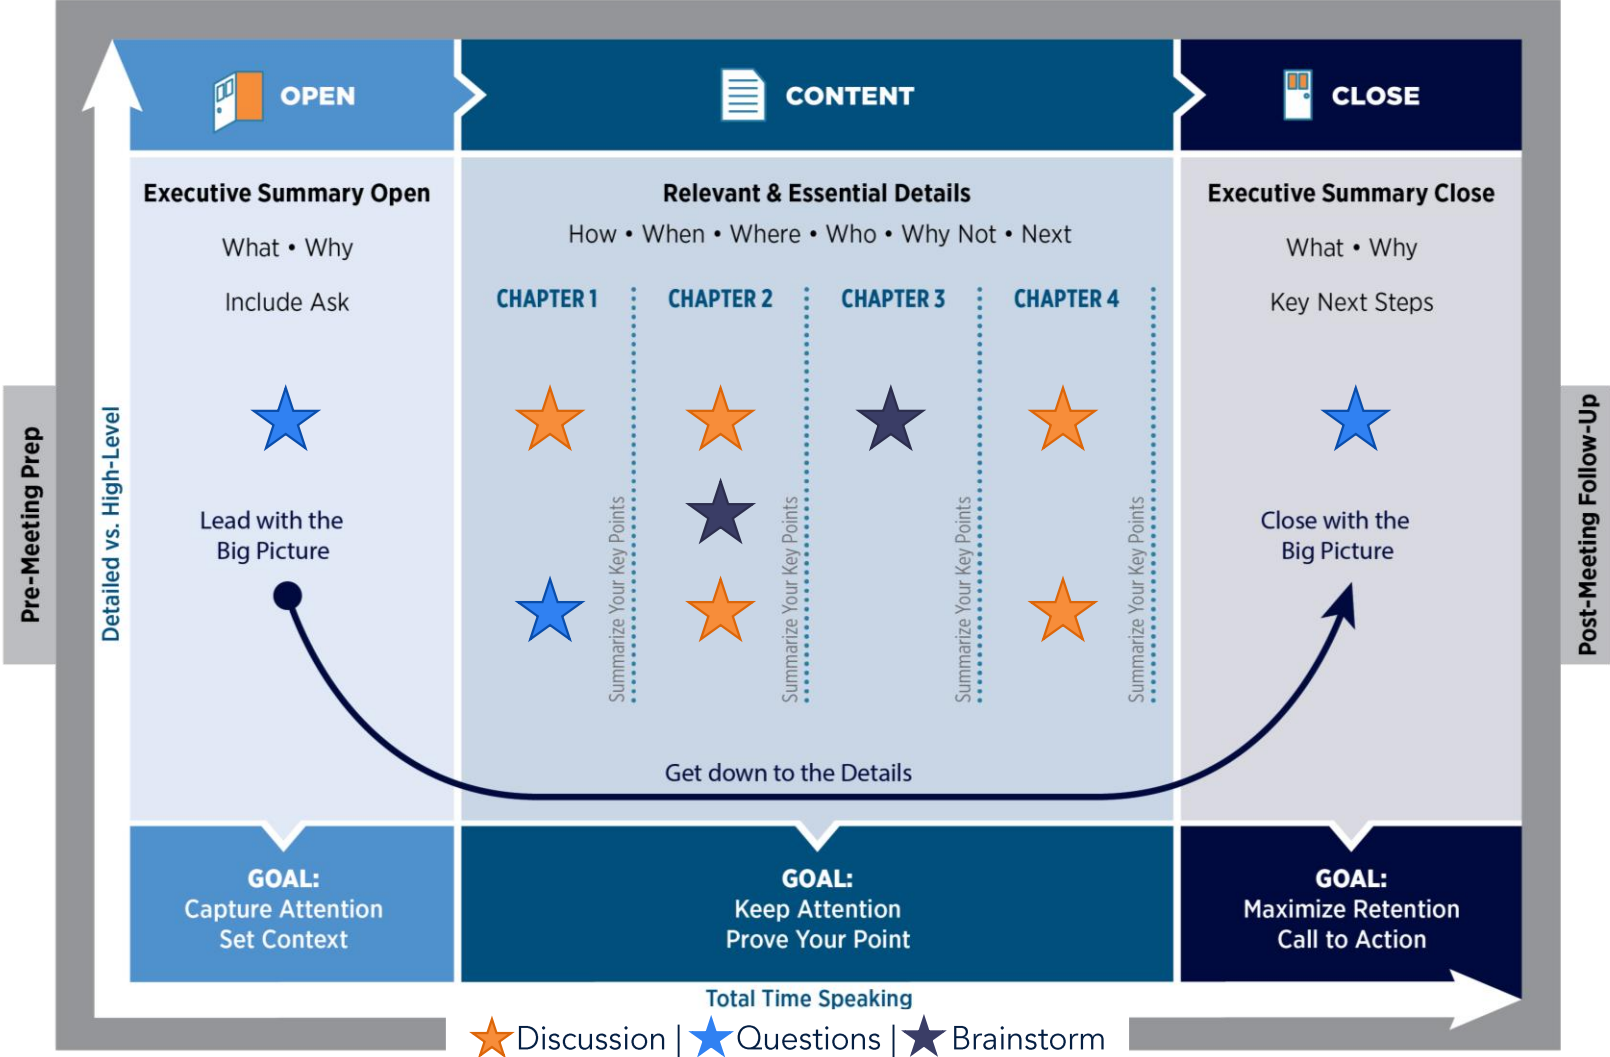 OPEN
CONTENT
CLOSE
Executive Summary Open
What • Why
Include Ask
Lead with the
Big Picture
Relevant & Essential Details
How • When • Where • Who • Why Not • Next
CHAPTER 1
CHAPTER 2
CHAPTER 3
CHAPTER 4
Summarize Your Key Points
Summarize Your Key Points
Summarize Your Key Points
Summarize Your Key Points
Get down to the Details
Executive Summary Close
What • Why
Key Next Steps
Close with the
Big Picture
Pre-Meeting Prep
Detailed vs. High-Level
Post-Meeting Follow-Up
GOAL:
Capture Attention
Set Context
GOAL:
Keep Attention
Prove Your Point
GOAL:
Maximize Retention
Call to Action
Total Time Speaking
Discussion | Questions | Brainstorm